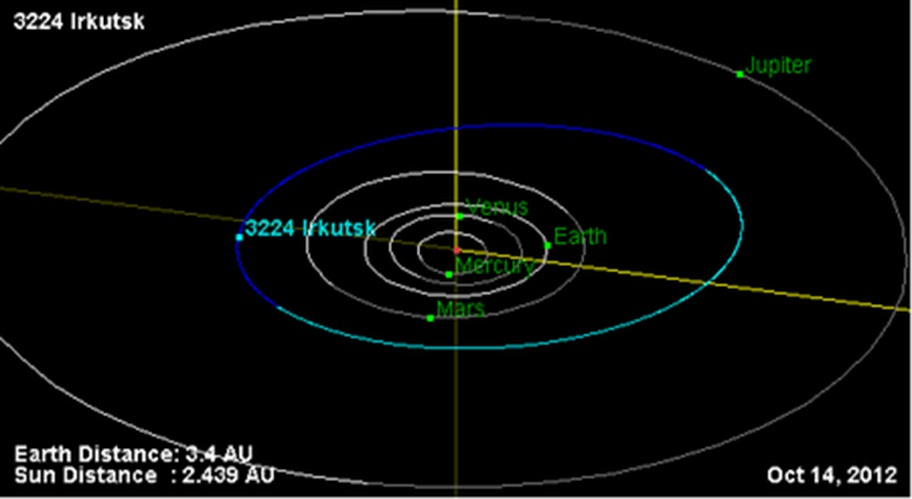 3224 Irkutsk
Jupiter
Venus
3224 Irkutsk
Earth
Mercury
Mars
Earth Distance: 3.4 AU
Sun Distance : 2.439 AU
Oct 14, 2012